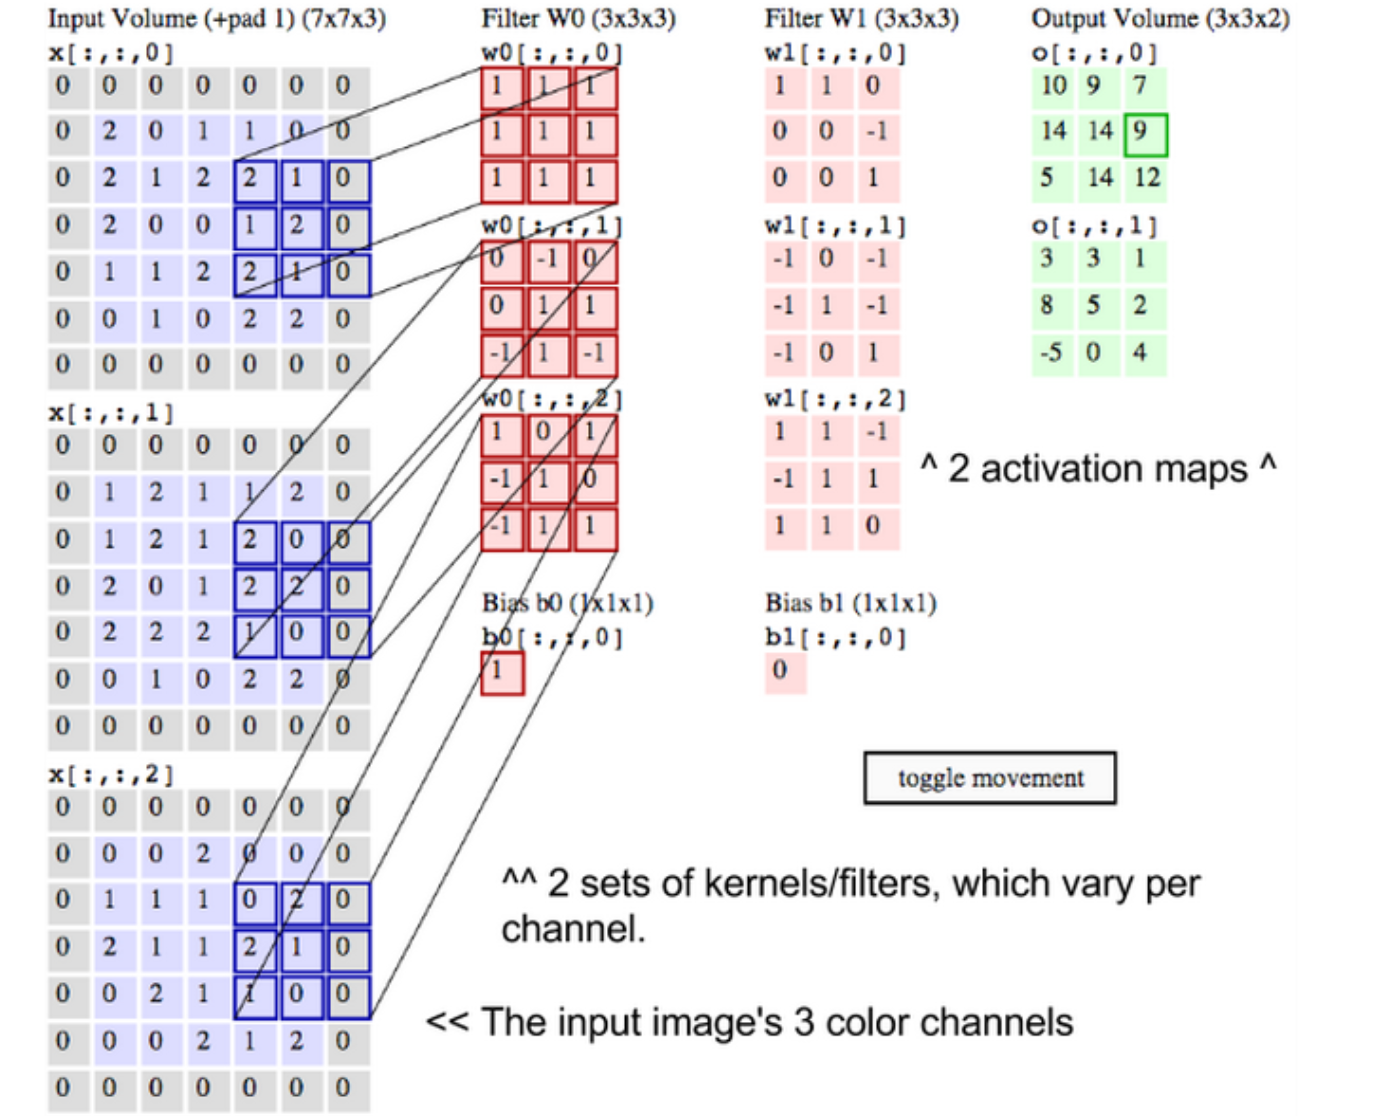 Input Volume (+pad 1) (7x7x3)
x[:,:,0]
0 0 0 0 0 0 0
0 2 0 1 1 0 0
0 2 1 2 2 1 0
0 2 0 0 1 2 0
0 1 1 2 2 1 0
0 0 1 0 2 2 0
0 0 0 0 0 0 0
x[:,:,1]
0 0 0 0 0 0 0
0 1 2 1 1 2 0
0 1 2 1 2 0 0
0 2 0 1 2 2 0
0 2 2 2 1 0 0
0 0 1 0 2 2 0
0 0 0 0 0 0 0
x[:,:,2]
0 0 0 0 0 0 0
0 0 0 2 0 0 0
0 1 1 1 0 2 0
0 2 1 1 2 1 0
0 0 2 1 1 0 0
0 0 0 2 1 2 0
0 0 0 0 0 0 0
Filter W0 (3x3x3)
w0[:,:,0]
1 1 1
1 1 1
1 1 1
w0[:,:,1]
0 -1 0
0 1 1
-1 1 -1
w0[:,:,2]
1 0 1
-1 1 0
-1 1 1
Bias b0 (1x1x1)
b0[:,:,0]
1
Filter W1 (3x3x3)
w1[:,:,0]
1 1 0
0 0 -1
0 0 1
w1[:,:,1]
-1 0 -1
-1 1 -1
-1 0 1
w1[:,:,2]
1 1 -1
-1 1 1
1 1 0
Bias b1 (1x1x1)
b1[:,:,0]
0
Output Volume (3x3x2)
o[:,:,0]
10 9 7
14 14 9
5 14 12
o[:,:,1]
3 3 1
8 5 2
-5 0 4
^ 2 activation maps ^
toggle movement
^^ 2 sets of kernels/filters, which vary per
channel.
<< The input image's 3 color channels